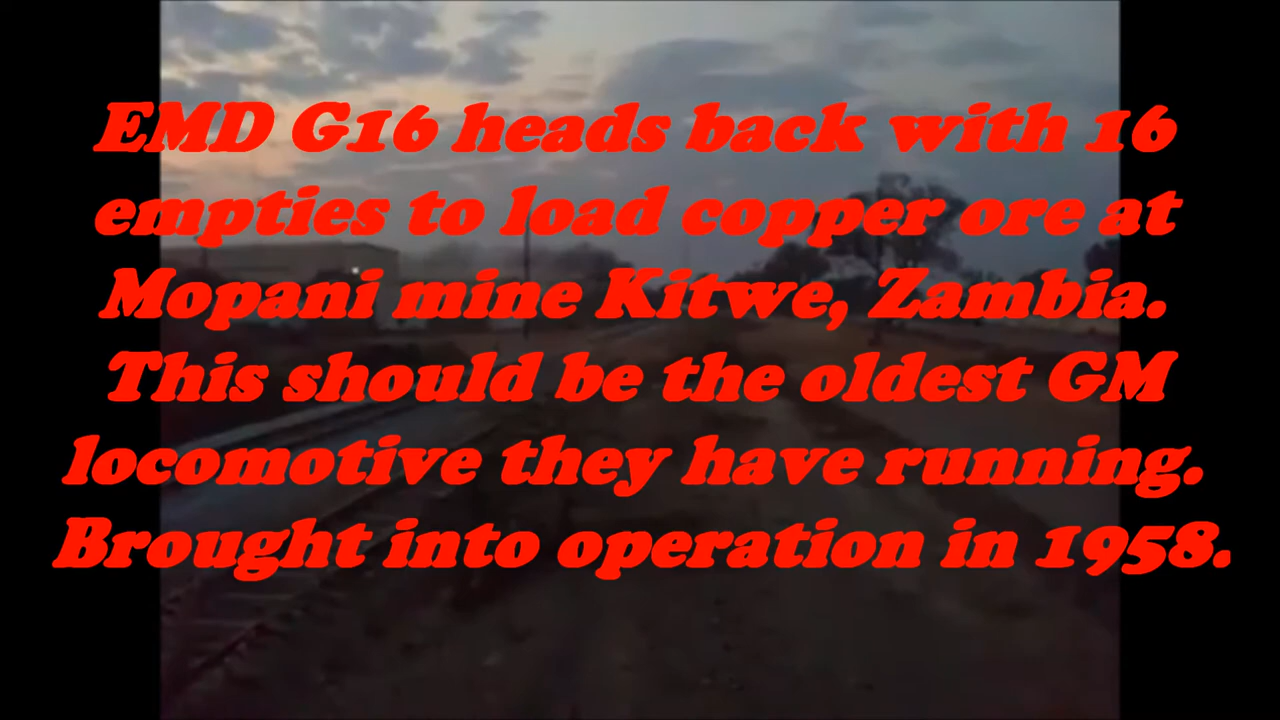 EMD G16 heads back with 16
empties to load copper ore at
Mopani mine Kitwe, Zambia.
This should be the oldest GM
locomotive they have running.
Brought into operation in 1958.